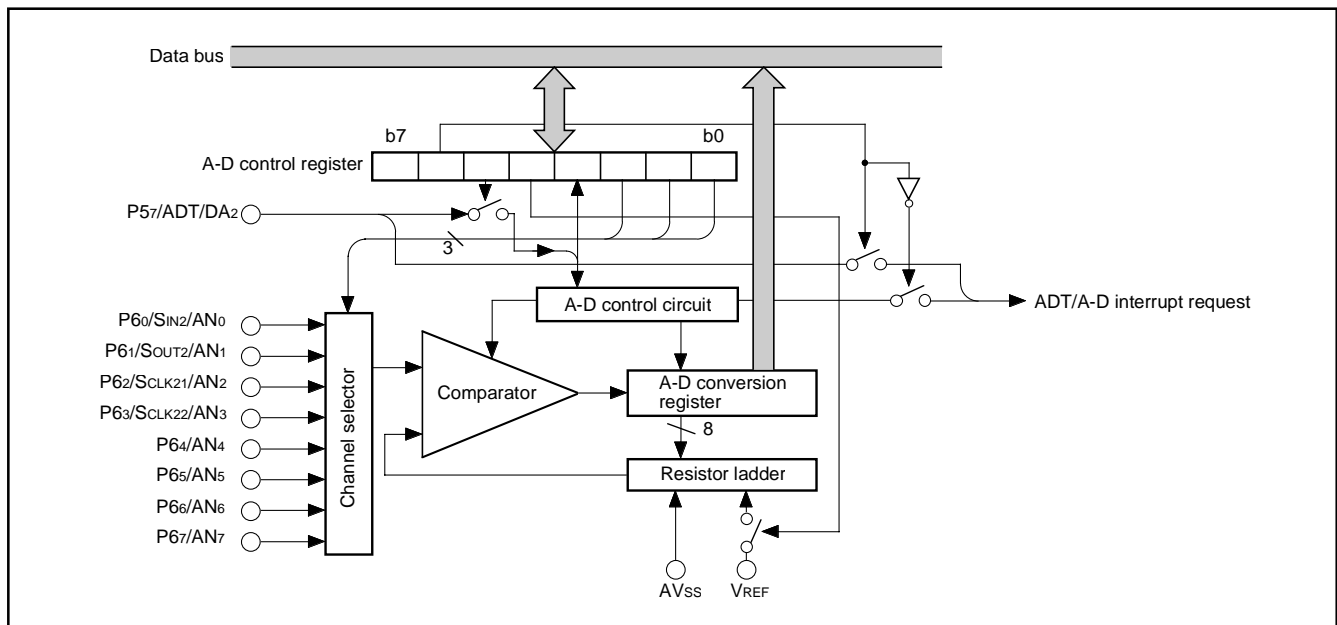 Data bus
b7
b0
A-D control register
P57/ADT/DA2
3
A-D control circuit
ADT/A-D interrupt request
P60/SIN2/AN0
P61/SOUT2/AN1
P62/SCLK21/AN2
P63/SCLK22/AN3
P64/AN4
P65/AN5
P66/AN6
P67/AN7
Channel selector
Comparator
A-D conversion
register
8
Resistor ladder
AVSS
VREF